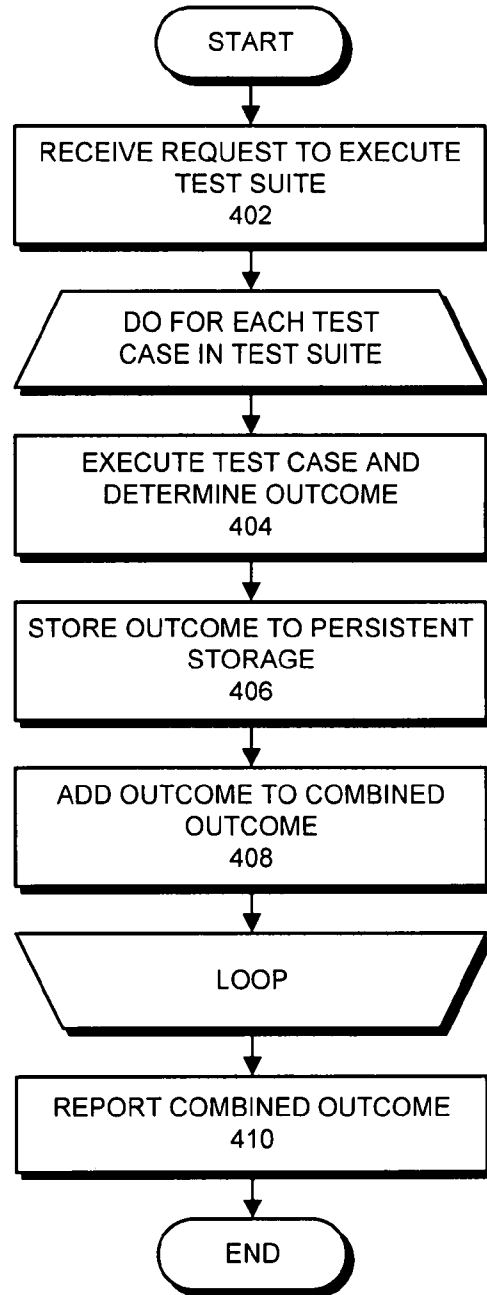 START
RECEIVE REQUEST TO EXECUTE
TEST SUITE
402
DO FOR EACH TEST
CASE IN TEST SUITE
EXECUTE TEST CASE AND
DETERMINE OUTCOME
404
STORE OUTCOME TO PERSISTENT
STORAGE
406
ADD OUTCOME TO COMBINED
OUTCOME
408
LOOP
REPORT COMBINED OUTCOME
410
END